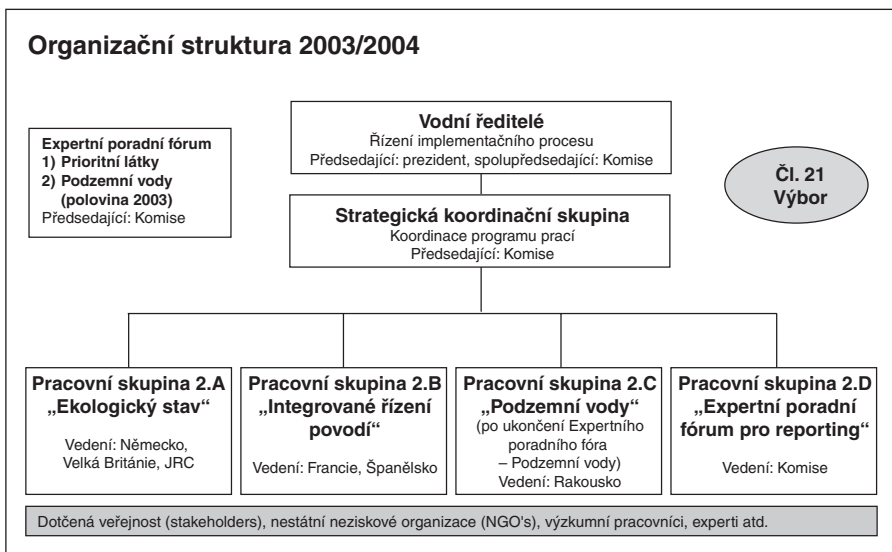 Organizační struktura 2003/2004
Vodní ředitelé
Řízení implementačního procesu
Předsedající: prezident, spolupředsedající: Komise
Expertní poradní fórum
1) Prioritní látky
2) Podzemní vody
(polovina 2003)
Předsedající: Komise
Čl. 21
Výbor
Strategická koordinační skupina
Koordinace programu prací
Předsedající: Komise
Pracovní skupina 2.A
„Ekologický stav“
Vedení: Německo,
Velká Británie, JRC
Pracovní skupina 2.B
„Integrované řízení
povodí“
Vedení: Francie, Španělsko
Pracovní skupina 2.C
„Podzemní vody“
(po ukončení Expertního
poradního fóra
– Podzemní vody)
Vedení: Rakousko
Pracovní skupina 2.D
„Expertní poradní
fórum pro reporting“
Vedení: Komise
Dotčená veřejnost (stakeholders), nestátní neziskové organizace (NGO's), výzkumní pracovníci, experti atd.